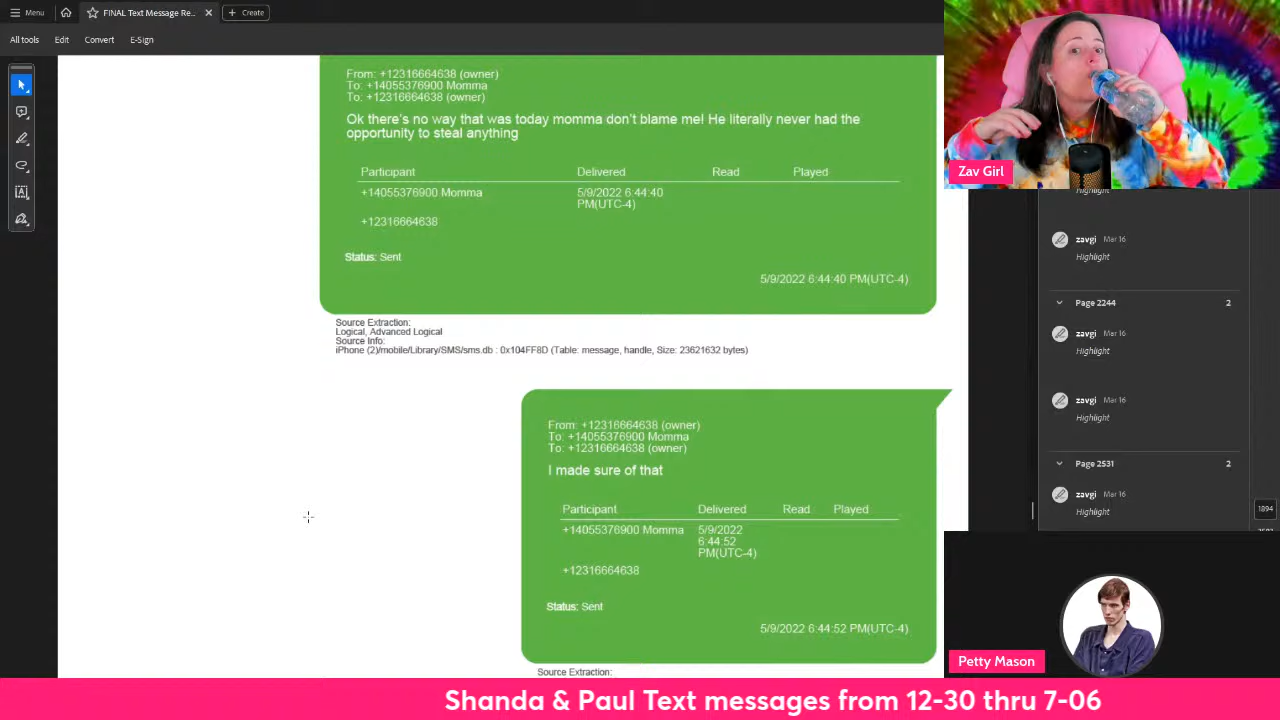 Menu
FINAL Text Message Re...
Create
All tools
Edit
Convert
E-Sign
From: +12316664638 (owner)
To: +14055376900 Momma
To: +12316664638 (owner)
Ok there's no way that was today momma don't blame me! He literally never had the
opportunity to steal anything
Participant Delivered Read Played
+14055376900 Momma 5/9/2022 6:44:40
PM(UTC-4)
+12316664638
Status: Sent
5/9/2022 6:44:40 PM(UTC-4)
Source Extraction:
Logical, Advanced Logical
Source Info:
iPhone (2)/mobile/Library/SMS/sms.db : 0x104FF8D (Table: message, handle, Size: 23621632 bytes)
From: +12316664638 (owner)
To: +14055376900 Momma
To: +12316664638 (owner)
I made sure of that
Participant Delivered Read Played
+14055376900 Momma 5/9/2022
6:44:52
PM(UTC-4)
+12316664638
Status: Sent
5/9/2022 6:44:52 PM(UTC-4)
Source Extraction:
Zav Girl
Highlight
zavgi Mar 16
Highlight
Page 2244 2
zavgi Mar 16
Highlight
zavgi Mar 16
Highlight
Page 2531 2
zavgi Mar 16
Highlight
1894
Petty Mason
Shanda & Paul Text messages from 12-30 thru 7-06